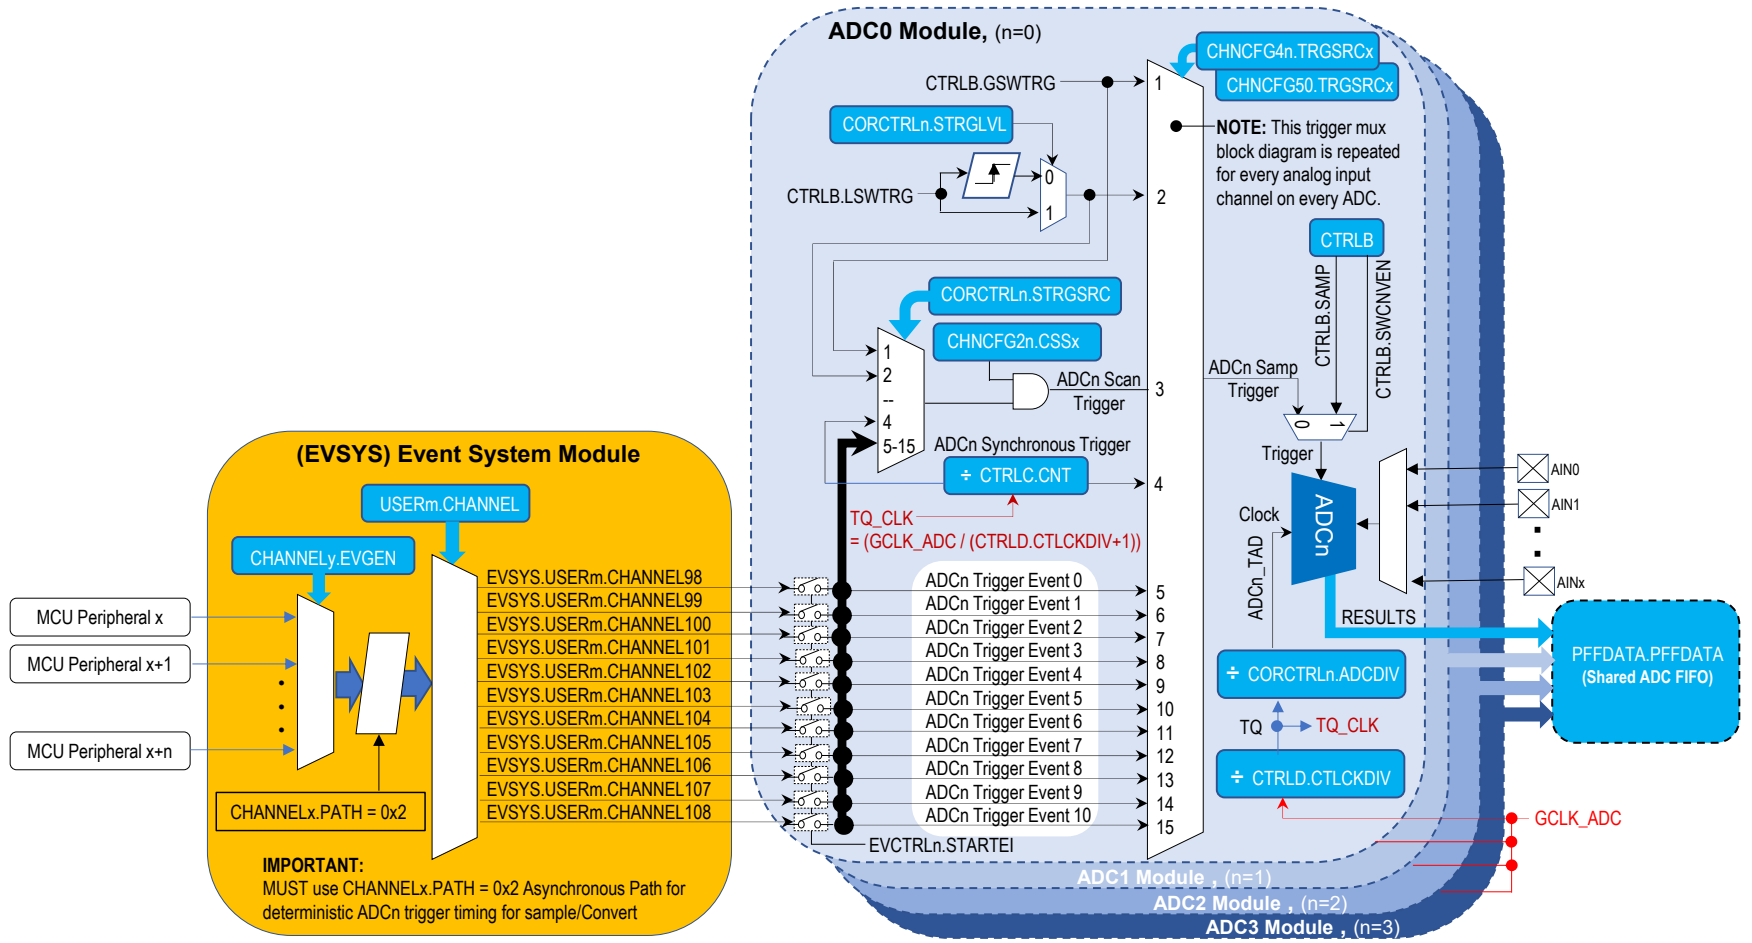 ADC0 Module, (n=0)
CHNCFG4n.TRGSRCx
CHNCFG50.TRGSRCx
CTRLB.GSWTRG
1
CORCTRLn.STRGLVL
NOTE: This trigger mux
block diagram is repeated
for every analog input
channel on every ADC.
0
1
CTRLB.LSWTRG
2
CTRLB
CTRLB.SAMP
CTRLB.SWCNVEN
CORCTRLn.STRGSRC
CHNCFG2n.CSSx
1
2
--
4
5-15
ADCn Scan
Trigger
3
ADCn Samp
Trigger
0
1
Trigger
ADCn Synchronous Trigger
÷ CTRLC.CNT
4
TQ_CLK
= (GCLK_ADC / (CTRLD.CTLCKDIV+1))
AIN0
AIN1
AINx
Clock
ADCn
ADCn_TAD
RESULTS
(EVSYS) Event System Module
USERm.CHANNEL
CHANNELy.EVGEN
MCU Peripheral x
MCU Peripheral x+1
MCU Peripheral x+n
CHANNELx.PATH = 0x2
EVSYS.USERm.CHANNEL98
EVSYS.USERm.CHANNEL99
EVSYS.USERm.CHANNEL100
EVSYS.USERm.CHANNEL101
EVSYS.USERm.CHANNEL102
EVSYS.USERm.CHANNEL103
EVSYS.USERm.CHANNEL104
EVSYS.USERm.CHANNEL105
EVSYS.USERm.CHANNEL106
EVSYS.USERm.CHANNEL107
EVSYS.USERm.CHANNEL108
ADCn Trigger Event 0
ADCn Trigger Event 1
ADCn Trigger Event 2
ADCn Trigger Event 3
ADCn Trigger Event 4
ADCn Trigger Event 5
ADCn Trigger Event 6
ADCn Trigger Event 7
ADCn Trigger Event 8
ADCn Trigger Event 9
ADCn Trigger Event 10
5
6
7
8
9
10
11
12
13
14
15
EVCTRLn.STARTEI
IMPORTANT:
MUST use CHANNELx.PATH = 0x2 Asynchronous Path for
deterministic ADCn trigger timing for sample/Convert
÷ CORCTRLn.ADCDIV
TQ
TQ_CLK
÷ CTRLD.CTLCKDIV
PFFDATA.PFFDATA
(Shared ADC FIFO)
GCLK_ADC
ADC1 Module , (n=1)
ADC2 Module , (n=2)
ADC3 Module , (n=3)